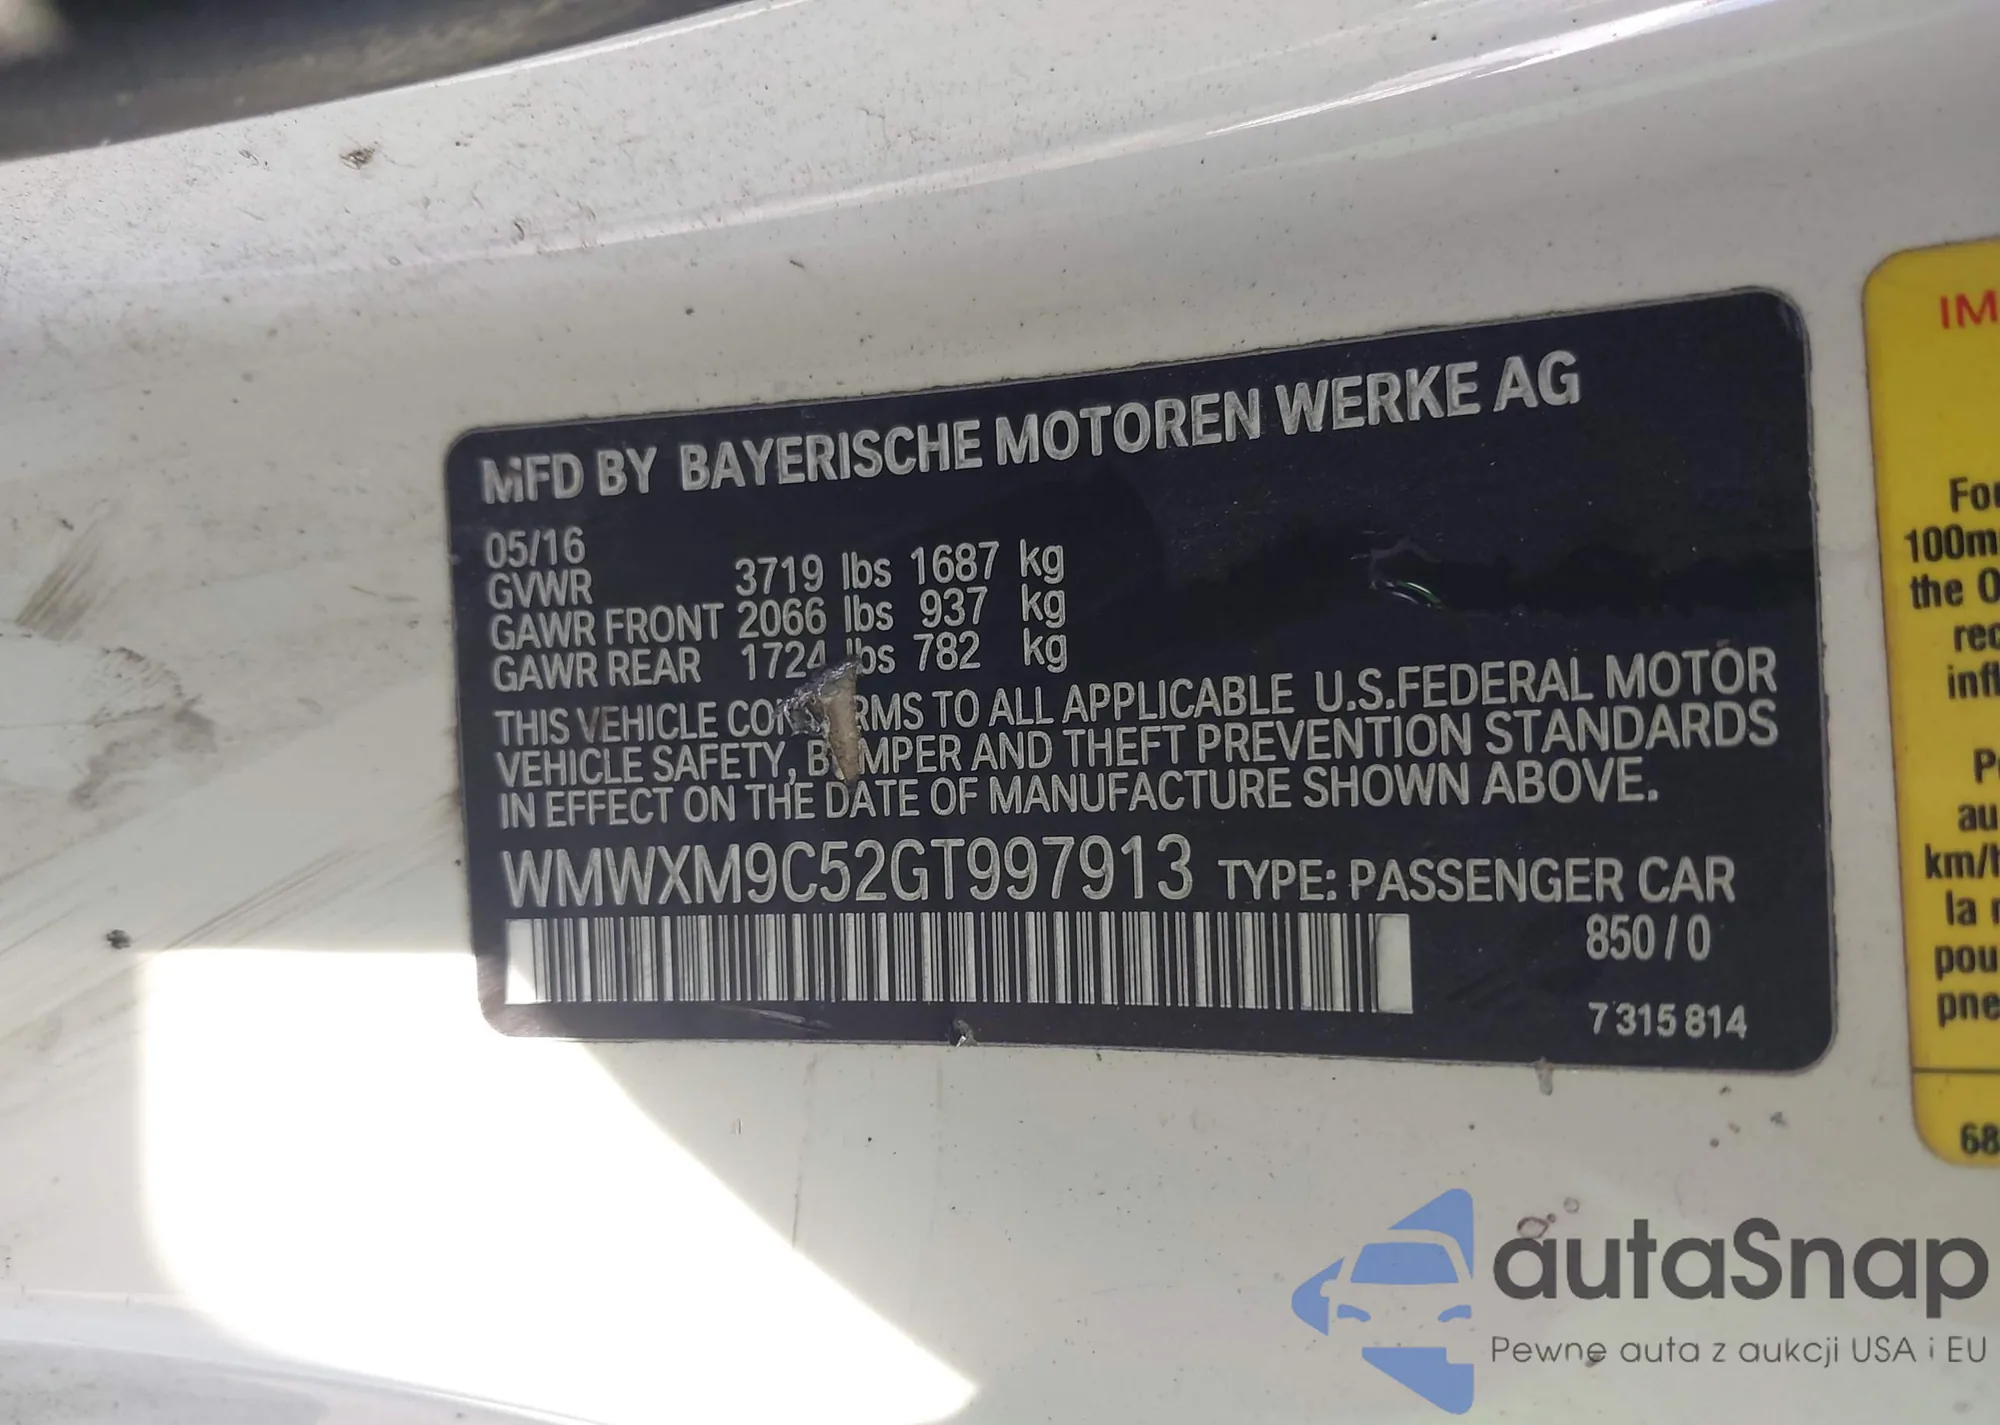 MFD BY BAYERISCHE MOTOREN WERKE AG
05/16
GVWR 3719 lbs 1687 kg
GAWR FRONT 2066 lbs 937 kg
GAWR REAR 1724 lbs 782 kg
THIS VEHICLE CONFORMS TO ALL APPLICABLE U.S.FEDERAL MOTOR
VEHICLE SAFETY, BUMPER AND THEFT PREVENTION STANDARDS
IN EFFECT ON THE DATE OF MANUFACTURE SHOWN ABOVE.
WMWXM9C52GT997913 TYPE: PASSENGER CAR
850 / 0
7 315 814
the
la
68
autaSnap
Pewne auta z aukcji USA i EU